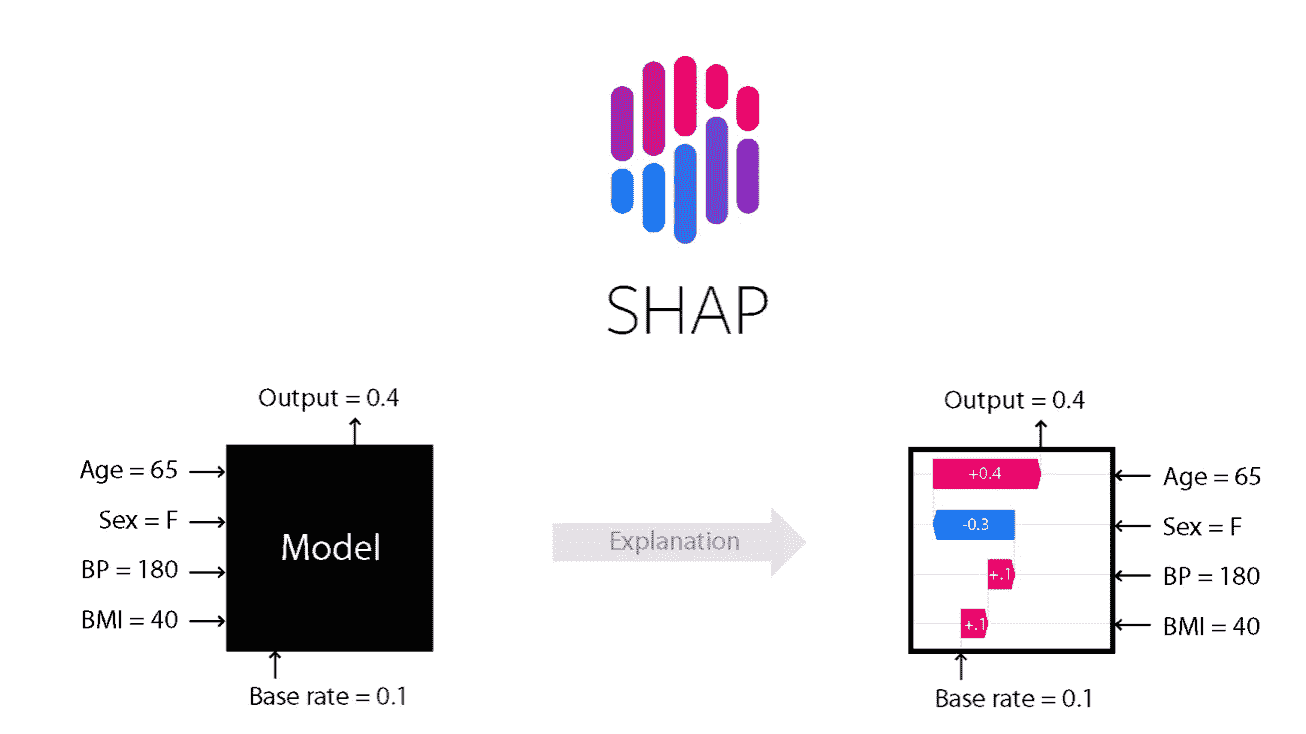 SHAP
Output = 0.4
Age = 65
Sex = F
BP = 180
BMI = 40
Model
Base rate = 0.1
Explanation
Output = 0.4
+0.4
Age = 65
-0.3
Sex = F
+.1
BP = 180
+.1
BMI = 40
Base rate = 0.1